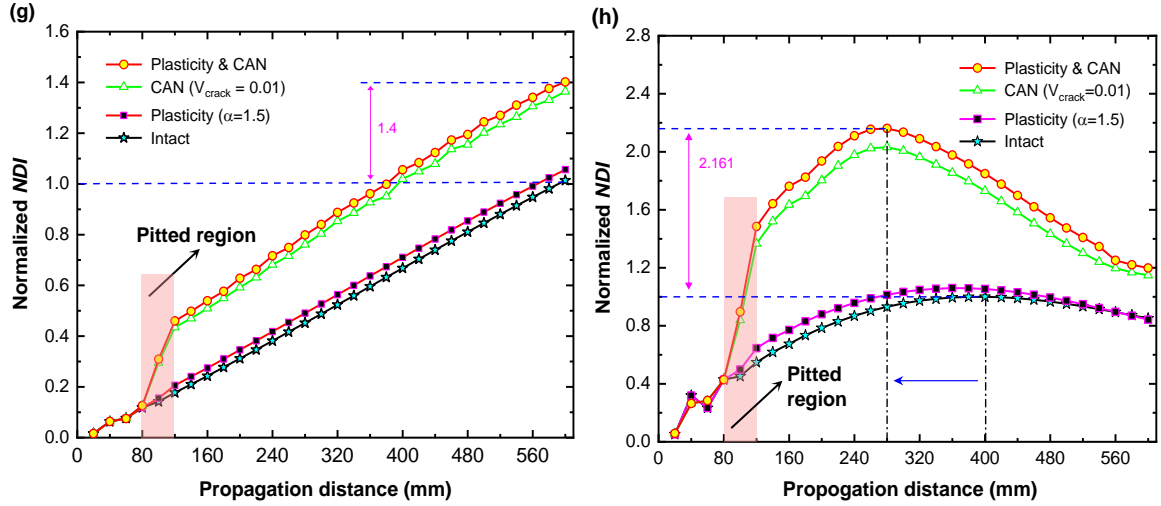 (g)
1.6
1.4
1.2
1.0
0.8
0.6
0.4
0.2
0.0
Normalized NDI
Plasticity & CAN
CAN (Vcrack = 0.01)
Plasticity (α=1.5)
Intact
1.4
Pitted region
0 80 160 240 320 400 480 560
Propagation distance (mm)
(h)
2.8
2.4
2.0
1.6
1.2
0.8
0.4
0.0
Normalized NDI
Plasticity & CAN
CAN (Vcrack=0.01)
Plasticity (α=1.5)
Intact
2.161
Pitted
region
0 80 160 240 320 400 480 560
Propogation distance (mm)